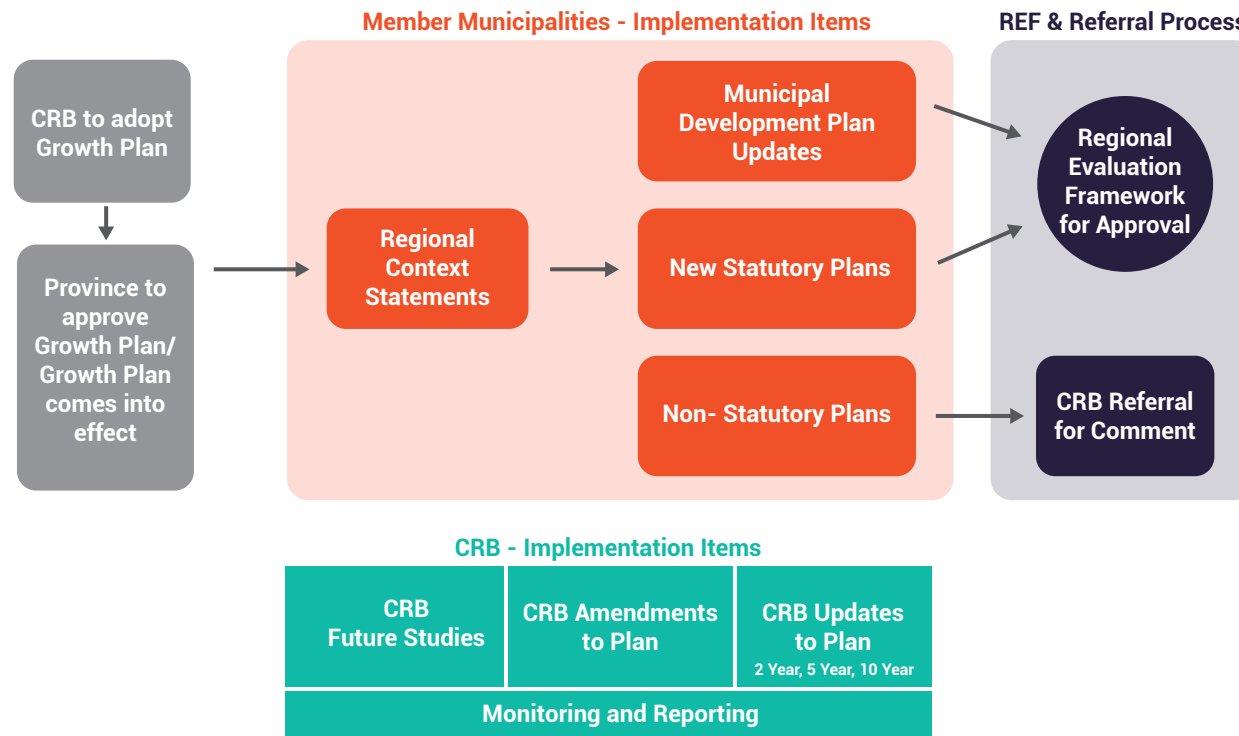 Member Municipalities - Implementation Items
REF & Referral Process
CRB to adopt
Growth Plan
Province to
approve
Growth Plan/
Growth Plan
comes into
effect
Regional
Context
Statements
Municipal
Development Plan
Updates
New Statutory Plans
Non- Statutory Plans
Regional
Evaluation
Framework
for Approval
CRB Referral
for Comment
CRB - Implementation Items
CRB
Future Studies
CRB Amendments
to Plan
CRB Updates
to Plan
2 Year, 5 Year, 10 Year
Monitoring and Reporting